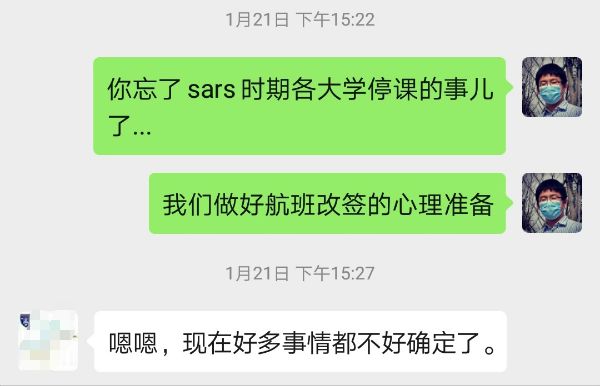 1月21日 下午15:22
你忘了 sars 时期各大学停课的事儿
了...
我们做好航班改签的心理准备
1月21日 下午15:27
嗯嗯，现在好多事情都不好确定了。